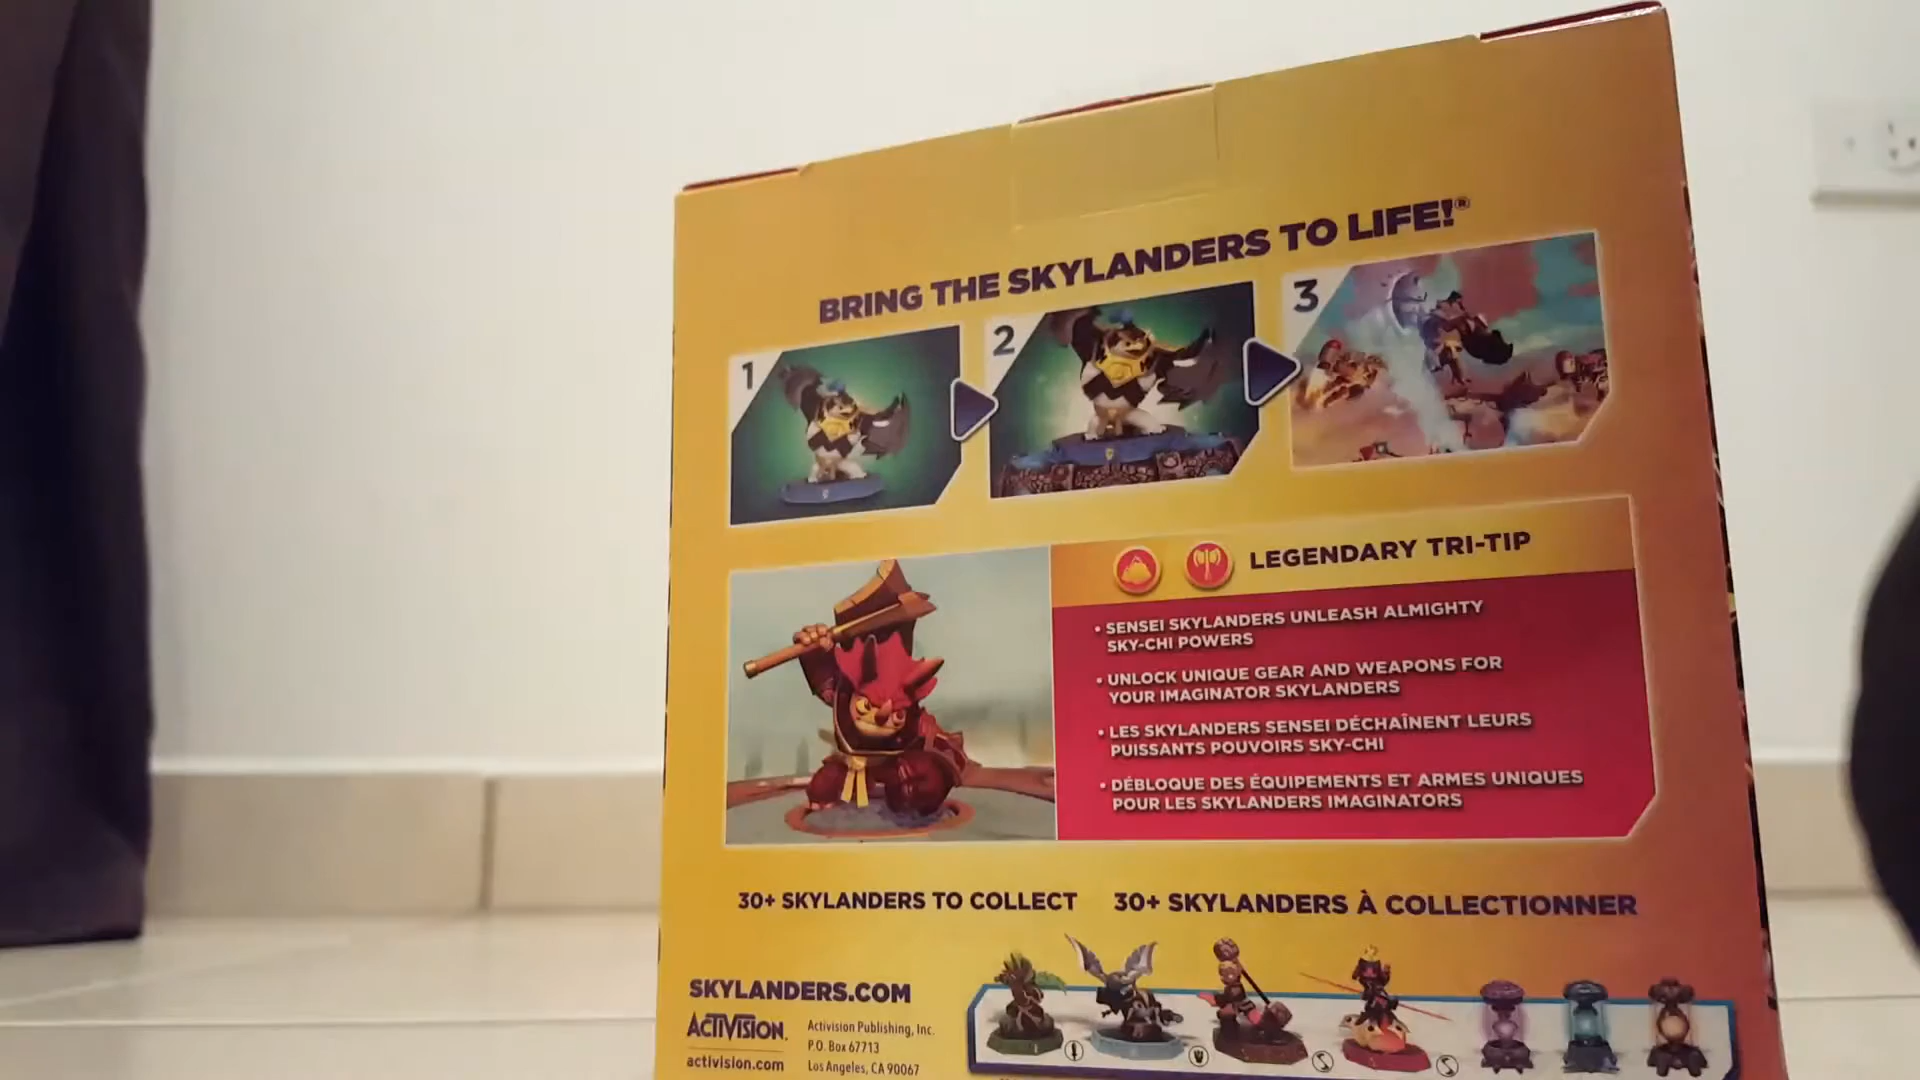 BRING THE SKYLANDERS TO LIFE!®
1
2
3
LEGENDARY TRI-TIP
• SENSEI SKYLANDERS UNLEASH ALMIGHTY
SKY-CHI POWERS
• UNLOCK UNIQUE GEAR AND WEAPONS FOR
YOUR IMAGINATOR SKYLANDERS
• LES SKYLANDERS SENSEI DÉCHAÎNENT LEURS
PUISSANTS POUVOIRS SKY-CHI
• DÉBLOQUE DES ÉQUIPEMENTS ET ARMES UNIQUES
POUR LES SKYLANDERS IMAGINATORS
30+ SKYLANDERS TO COLLECT
30+ SKYLANDERS À COLLECTIONNER
SKYLANDERS.COM
ACTIVISION.
activision.com
Activision Publishing, Inc.
P.O. Box 67713
Los Angeles, CA 90067